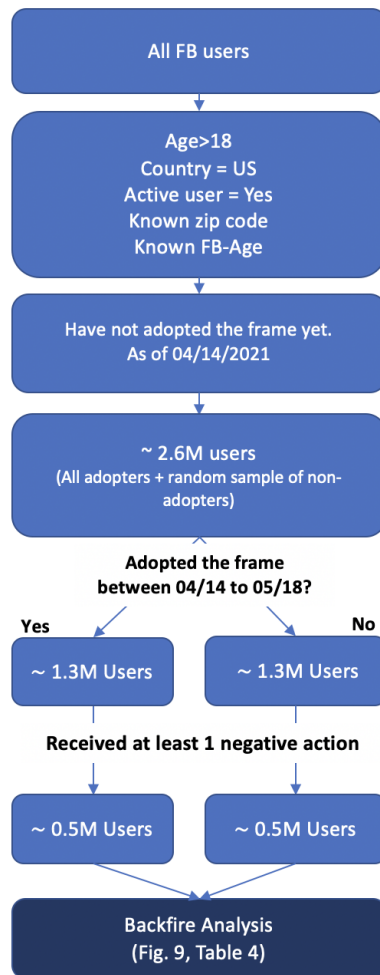 All FB users
Age>18
Country = US
Active user = Yes
Known zip code
Known FB-Age
Have not adopted the frame yet.
As of 04/14/2021
~ 2.6M users
(All adopters + random sample of non-
adopters)
Adopted the frame
between 04/14 to 05/18?
Yes
No
~ 1.3M Users
~ 1.3M Users
Received at least 1 negative action
~ 0.5M Users
~ 0.5M Users
Backfire Analysis
(Fig. 9, Table 4)